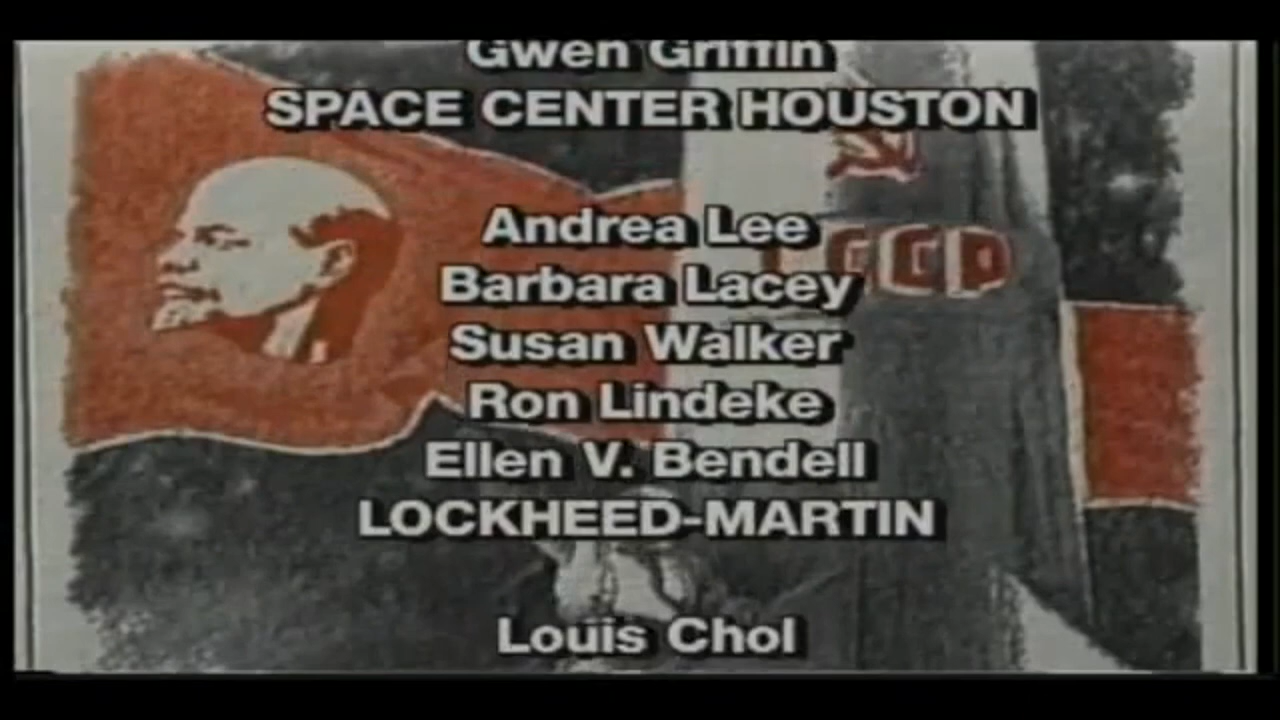 Gwen Griffin
SPACE CENTER HOUSTON
Andrea Lee
СССР
Barbara Lacey
Susan Walker
Ron Lindeke
Ellen V. Bendell
LOCKHEED-MARTIN
Louis Chol